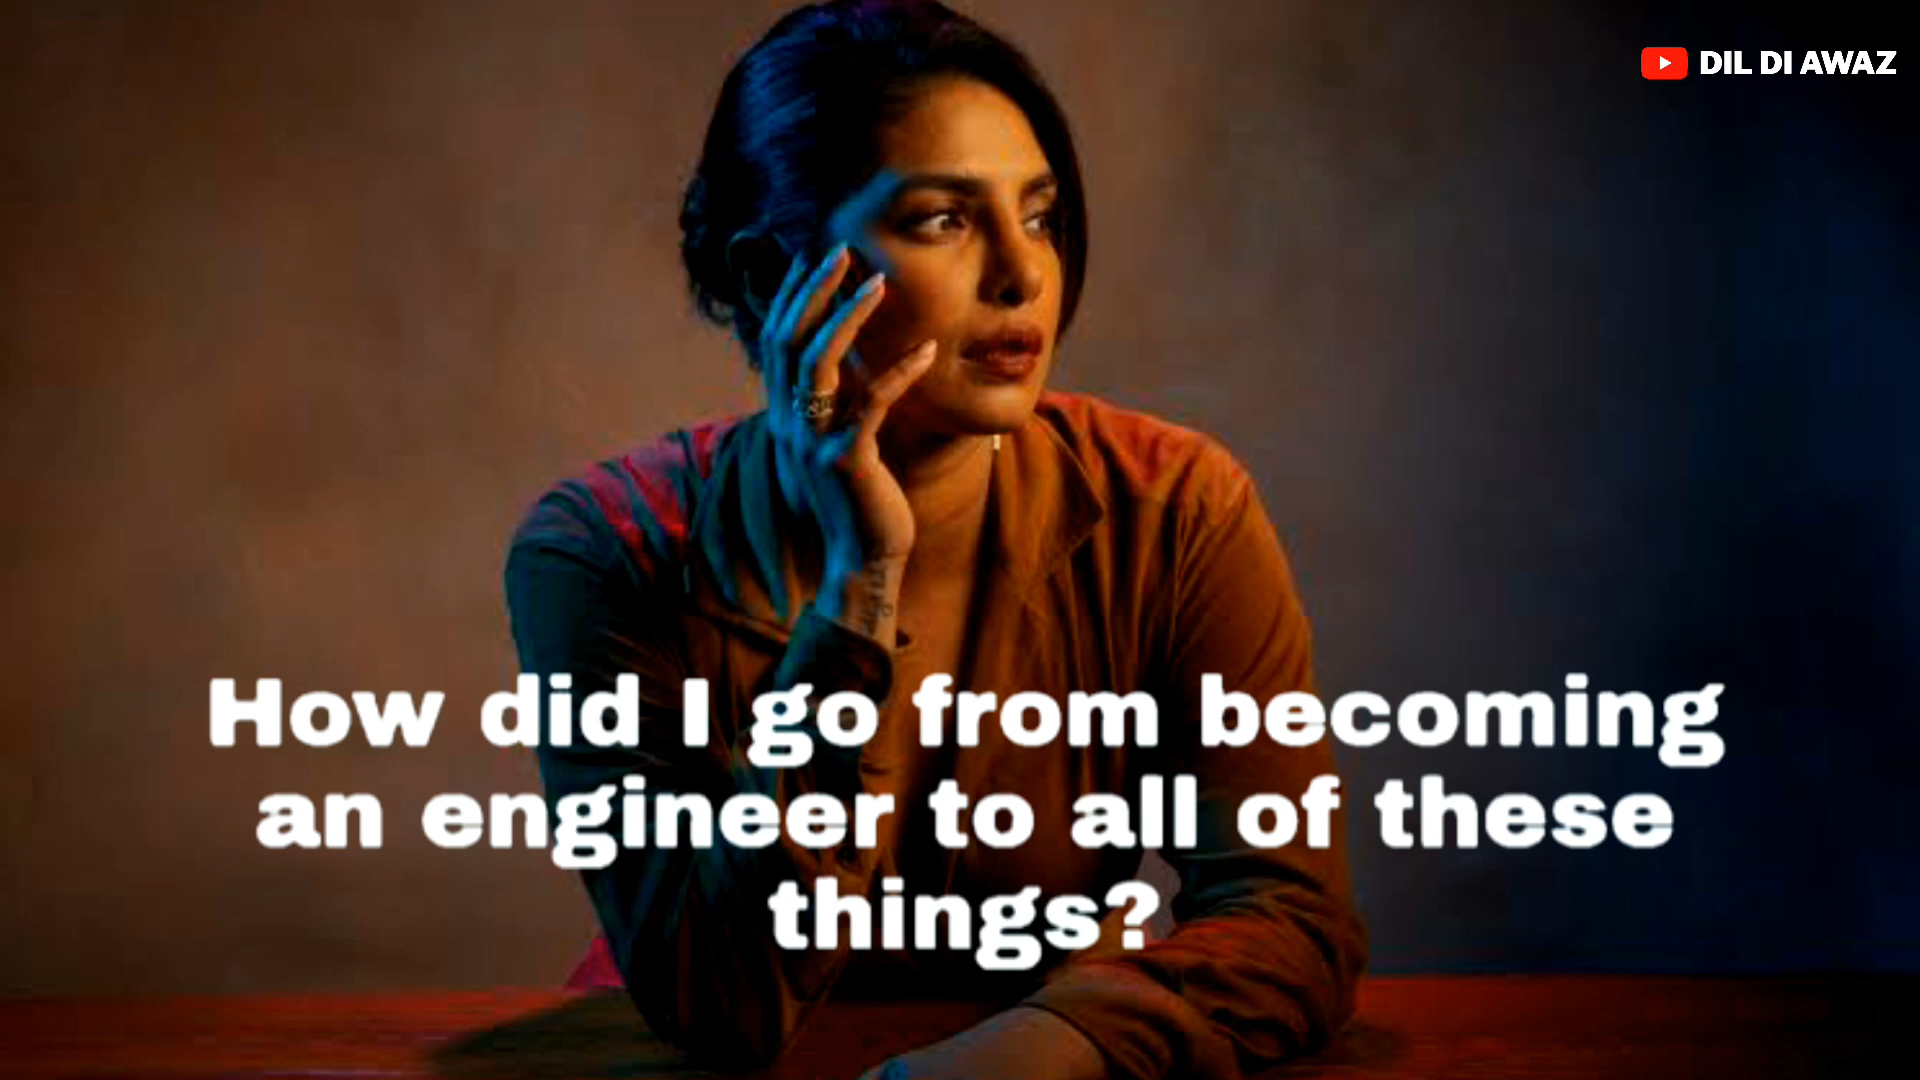 DIL DI AWAZ
How did I go from becoming
an engineer to all of these
things?